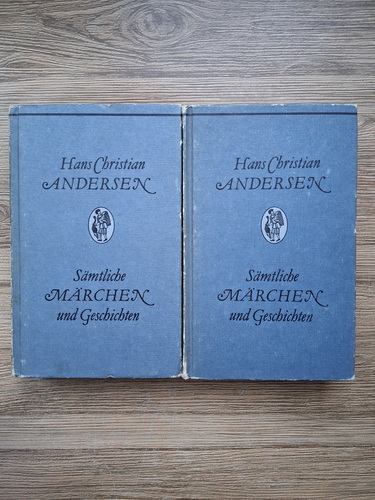 Hans Christian
ANDERSEN
Sämtliche
MÄRCHEN
und Geschichten
Hans Christian
ANDERSEN
Sämtliche
MÄRCHEN
und Geschichten